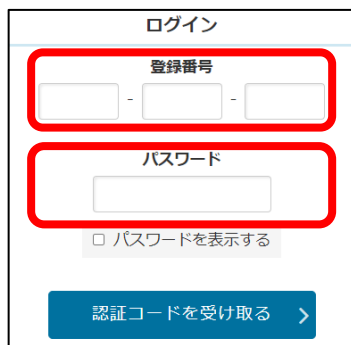 ログイン
登録番号
- -
パスワード
パスワードを表示する
認証コードを受け取る